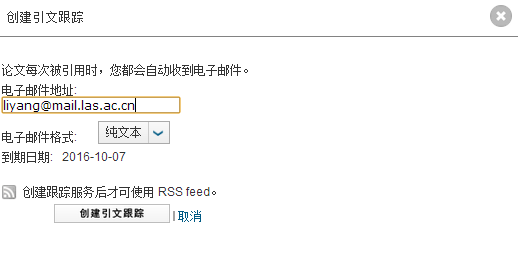 创建引文跟踪
论文每次被引用时，您都会自动收到电子邮件。
电子邮件地址:
liyang@mail.las.ac.cn
电子邮件格式: 纯文本
到期日期: 2016-10-07
创建跟踪服务后才可使用 RSS feed。
创建引文跟踪 | 取消